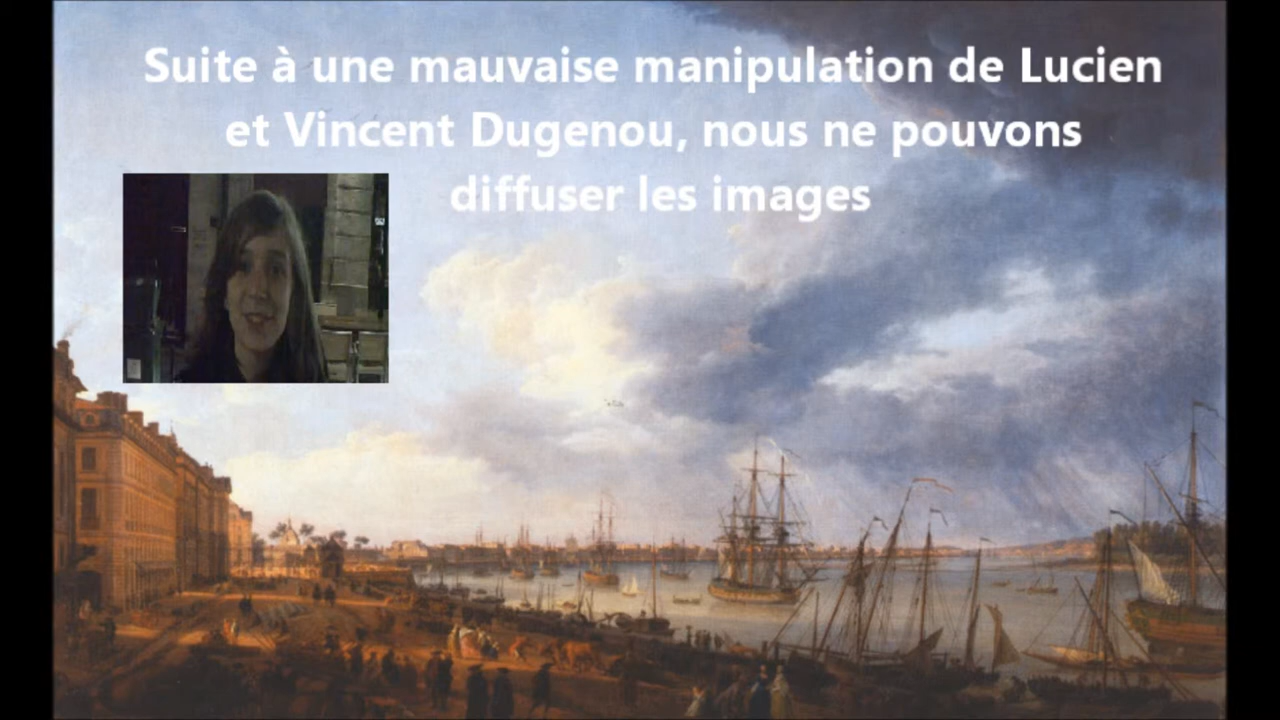 Suite à une mauvaise manipulation de Lucien
et Vincent Dugenou, nous ne pouvons
diffuser les images